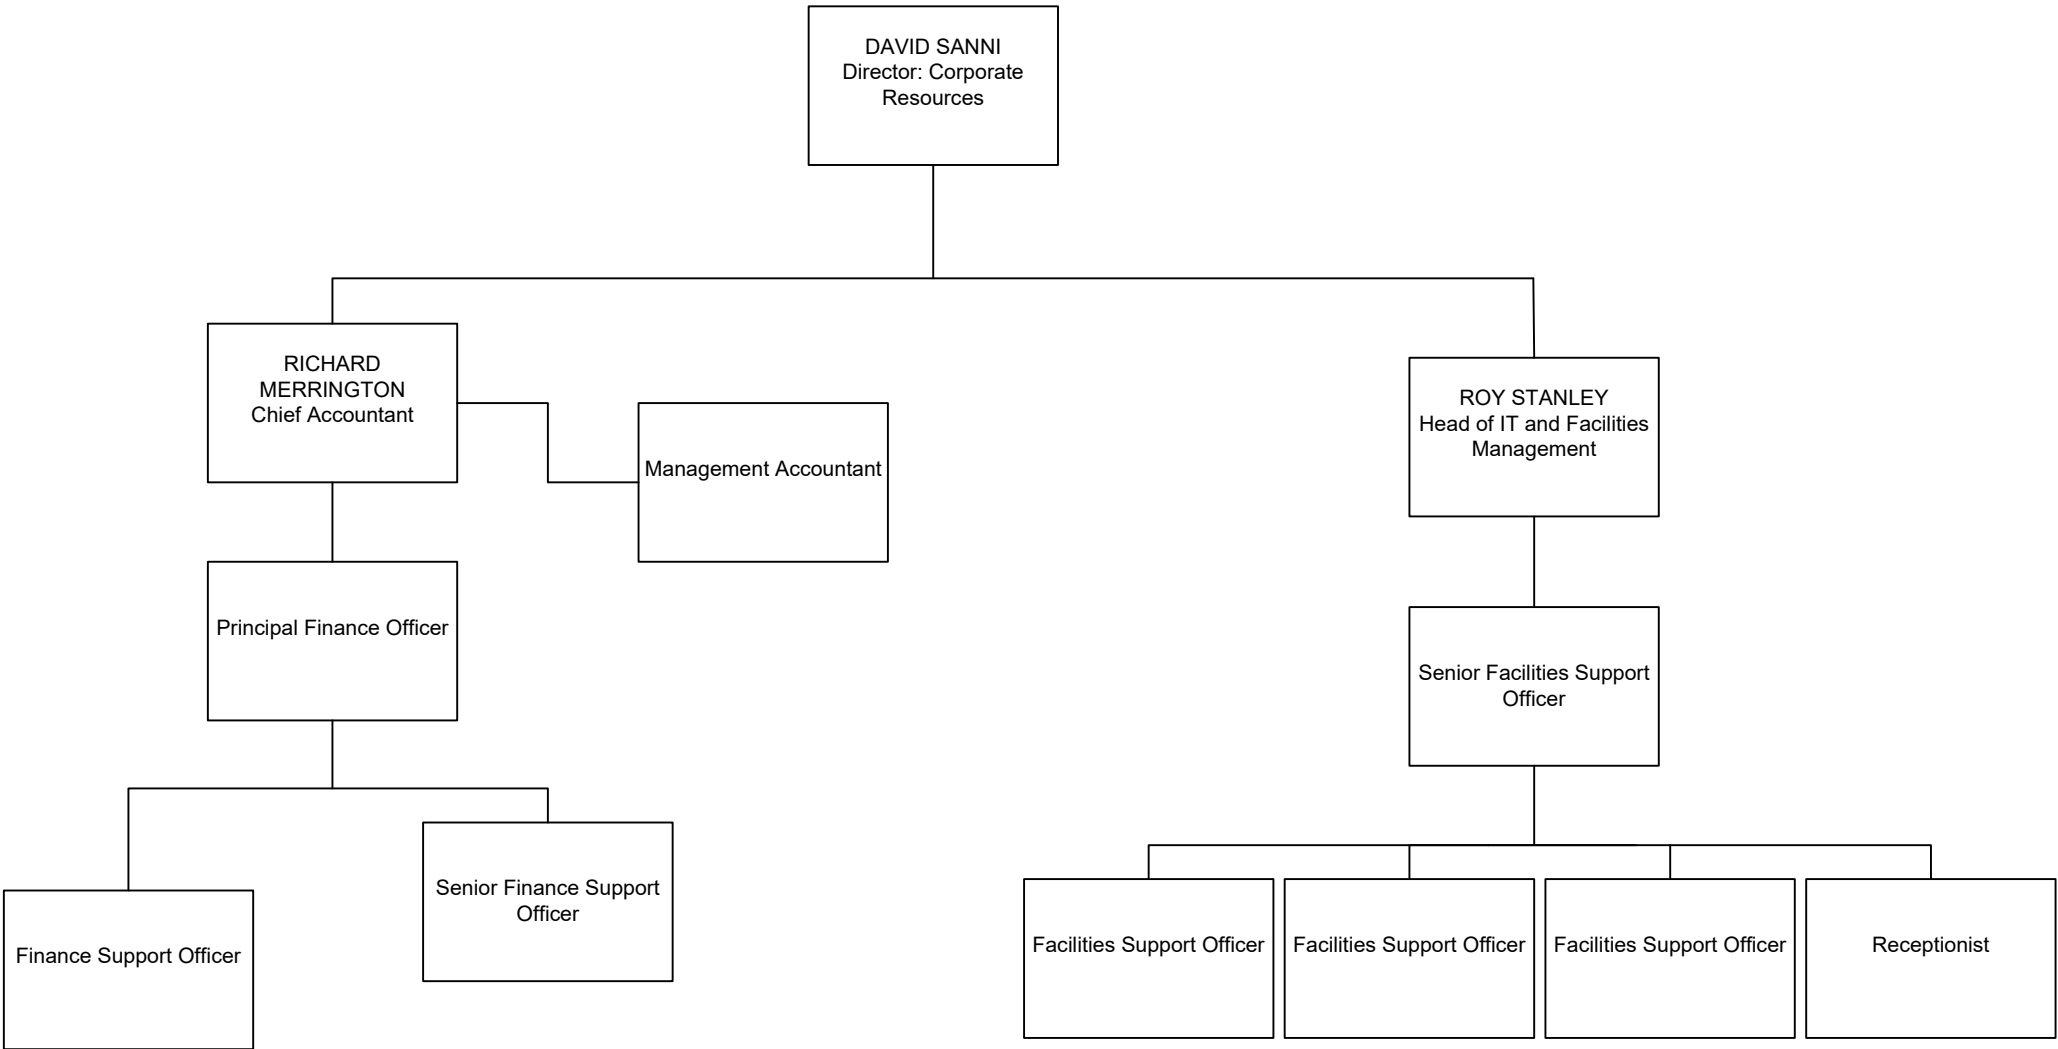 DAVID SANNI
Director: Corporate
Resources
RICHARD
MERRINGTON
Chief Accountant
Management Accountant
ROY STANLEY
Head of IT and Facilities
Management
Principal Finance Officer
Senior Facilities Support
Officer
Finance Support Officer
Senior Finance Support
Officer
Facilities Support Officer
Facilities Support Officer
Facilities Support Officer
Receptionist